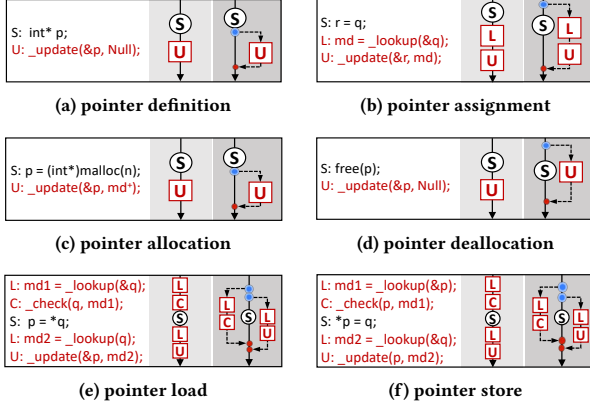 S: int* p;
U: _update(&p, Null);
S
U
S
U
(a) pointer definition
S: r = q;
L: md = _lookup(&q);
U: _update(&r, md);
S
L
U
S
L
U
(b) pointer assignment
S: p = (int*)malloc(n);
U: _update(&p, md⁺);
S
U
S
U
(c) pointer allocation
S: free(p);
U: _update(&p, Null);
S
U
S
U
(d) pointer deallocation
L: md1 = _lookup(&q);
C: _check(q, md1);
S: p = *q;
L: md2 = _lookup(q);
U: _update(&p, md2);
L
C
S
L
U
L
C
S
L
U
(e) pointer load
L: md1 = _lookup(&p);
C: _check(p, md1);
S: *p = q;
L: md2 = _lookup(&q);
U: _update(p, md2);
L
C
S
L
U
L
C
S
L
U
(f) pointer store